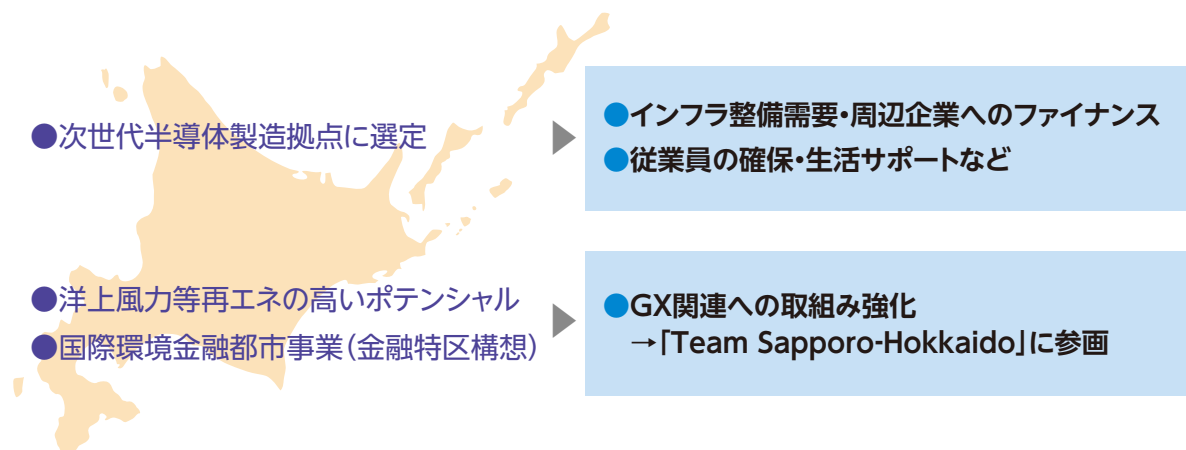 ●次世代半導体製造拠点に選定
●インフラ整備需要・周辺企業へのファイナンス
●従業員の確保・生活サポートなど
●洋上風力等再エネの高いポテンシャル
●国際環境金融都市事業（金融特区構想）
●GX関連への取組み強化
→「Team Sapporo-Hokkaido」に参画